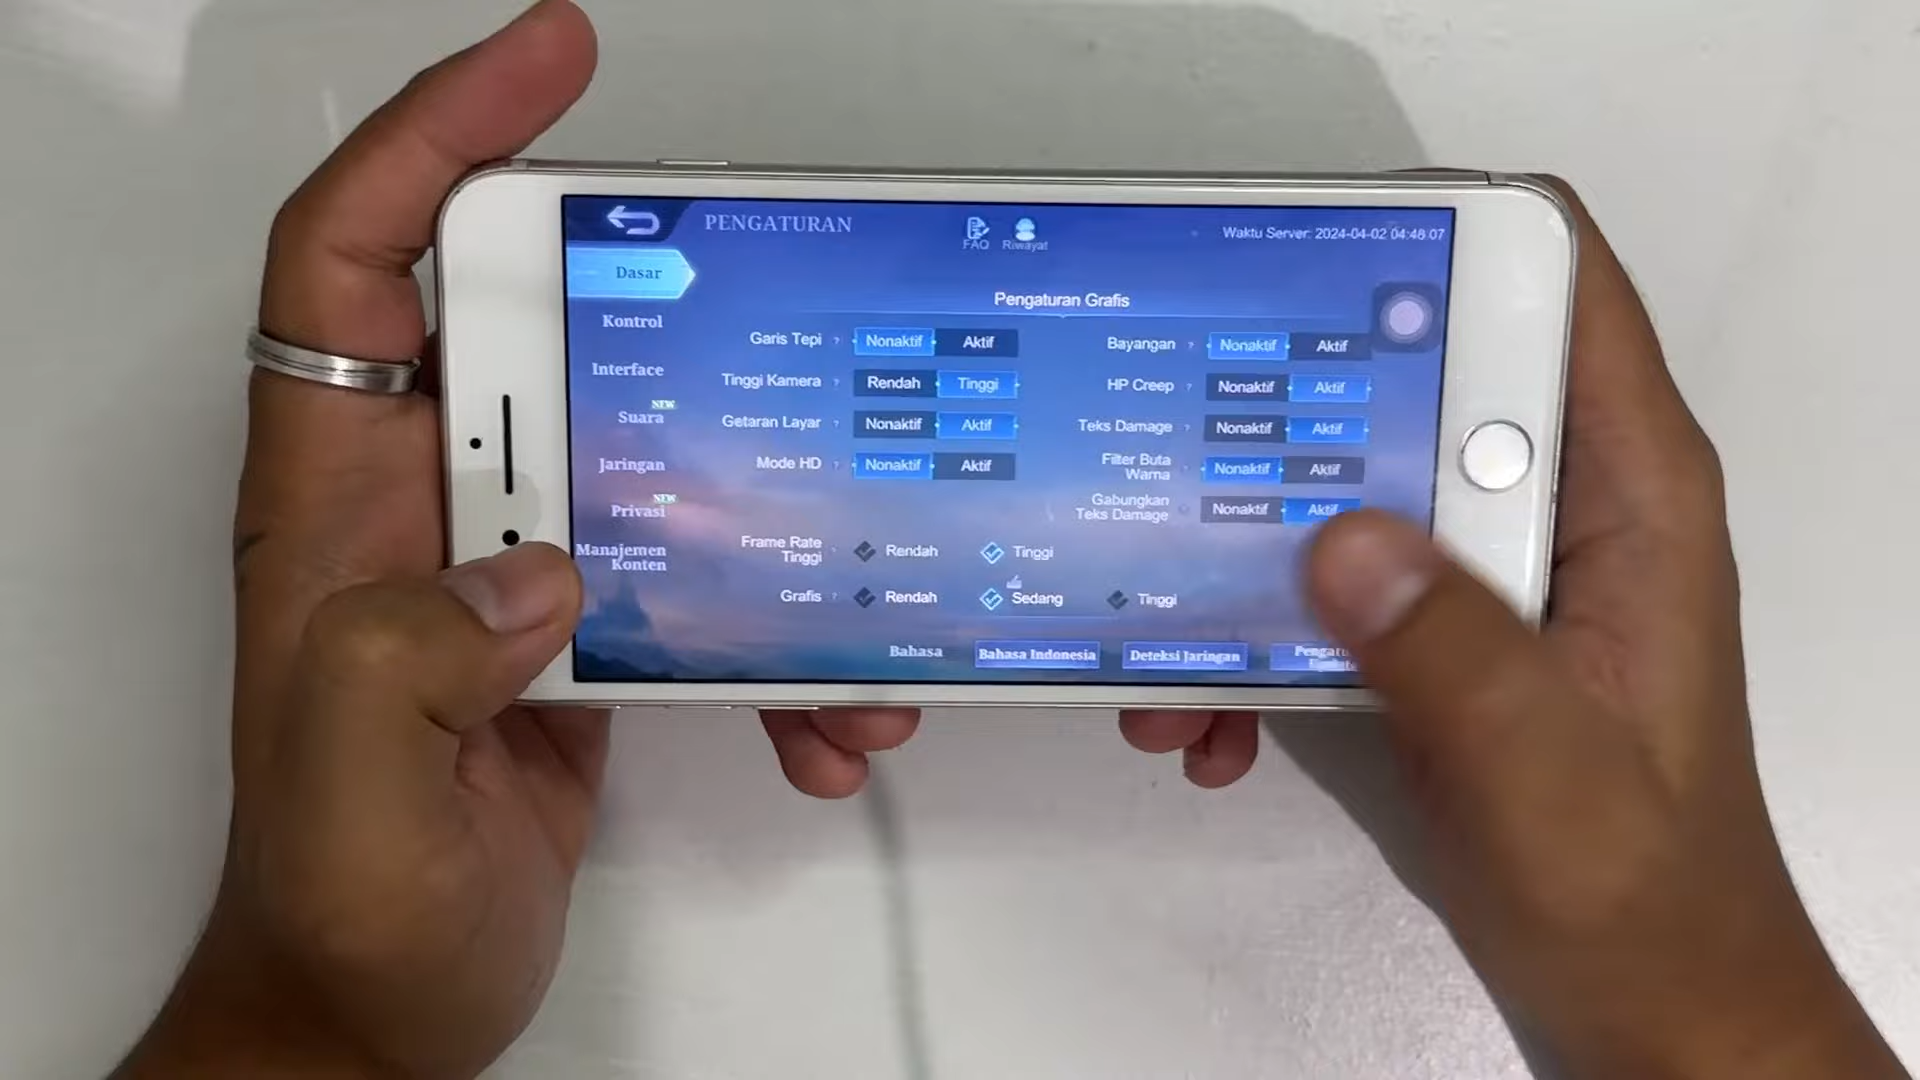 PENGATURAN
FAQ
Riwayat
Waktu Server: 2024-04-02 04:48:07
Dasar
Kontrol
Interface
NEW
Suara
Jaringan
NEW
Privasi
Manajemen
Konten
Pengaturan Grafis
Garis Tepi ? Nonaktif Aktif
Bayangan ? Nonaktif Aktif
Tinggi Kamera ? Rendah Tinggi
HP Creep ? Nonaktif Aktif
Getaran Layar ? Nonaktif Aktif
Teks Damage ? Nonaktif Aktif
Mode HD ? Nonaktif Aktif
Filter Buta
Warna ? Nonaktif Aktif
Gabungkan
Teks Damage Nonaktif Aktif
Frame Rate
Tinggi Rendah Tinggi
Grafis ? Rendah Sedang Tinggi
Bahasa Bahasa Indonesia Deteksi Jaringan